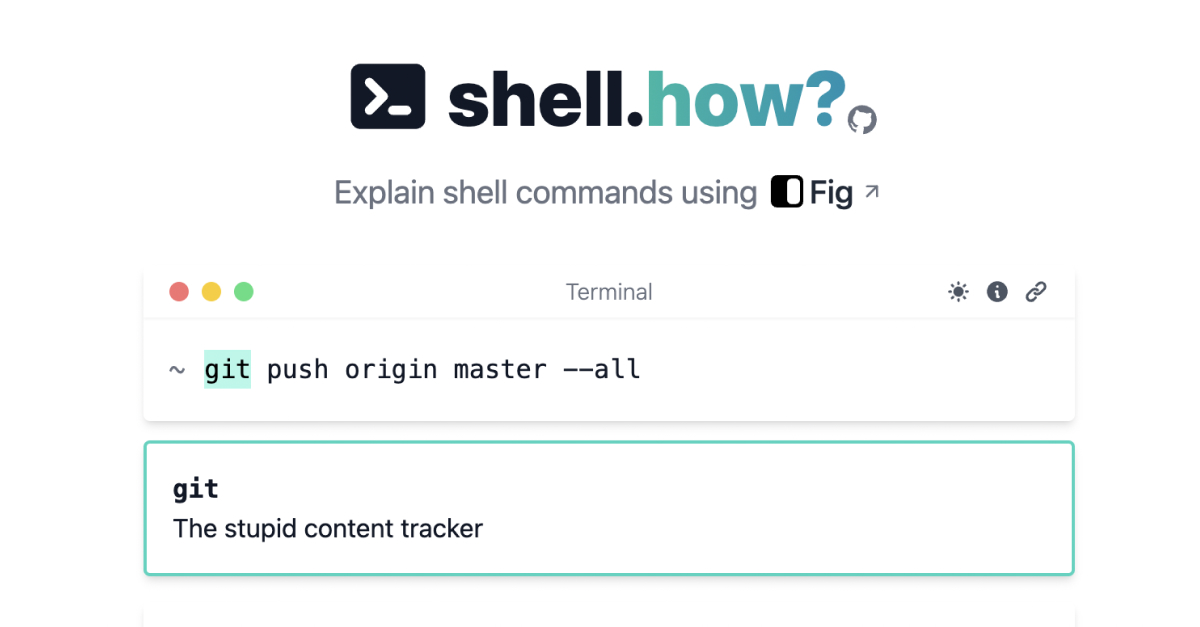 shell.how?
Explain shell commands using Fig ↗
Terminal
~ git push origin master --all
git
The stupid content tracker